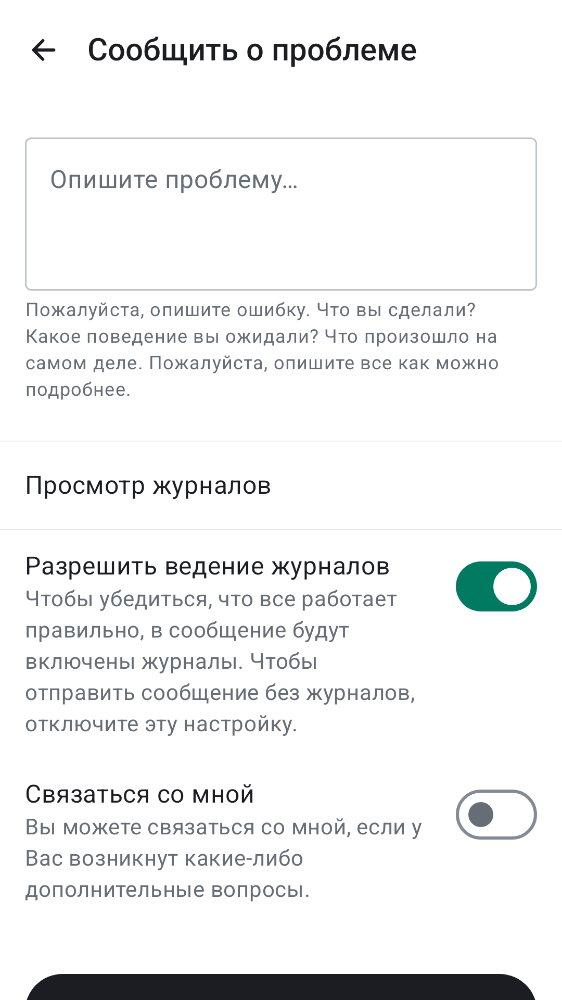 Сообщить о проблеме
Опишите проблему...
Пожалуйста, опишите ошибку. Что вы сделали?
Какое поведение вы ожидали? Что произошло на
самом деле. Пожалуйста, опишите все как можно
подробнее.
Просмотр журналов
Разрешить ведение журналов
Чтобы убедиться, что все работает
правильно, в сообщение будут
включены журналы. Чтобы
отправить сообщение без журналов,
отключите эту настройку.
Связаться со мной
Вы можете связаться со мной, если у
Вас возникнут какие-либо
дополнительные вопросы.